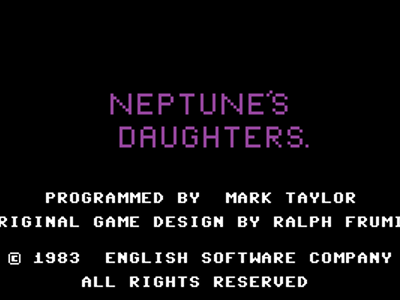 NEPTUNE'S
DAUGHTERS.
PROGRAMMED BY MARK TAYLOR
RIGINAL GAME DESIGN BY RALPH FRUMI
© 1983 ENGLISH SOFTWARE COMPANY
ALL RIGHTS RESERVED